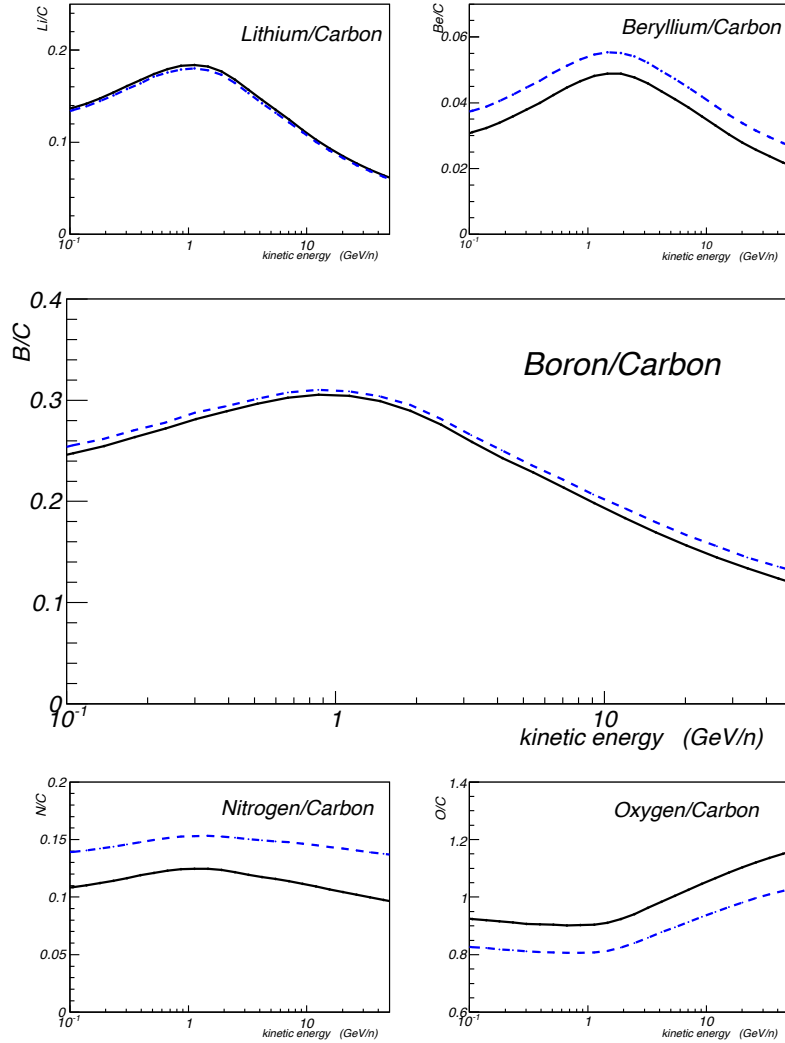 Li/C
Lithium/Carbon
0.2
0.1
0
10⁻¹
1
10
kinetic energy (GeV/n)
Be/C
Beryllium/Carbon
0.06
0.04
0.02
0
10⁻¹
1
10
kinetic energy (GeV/n)
B/C
Boron/Carbon
0.4
0.3
0.2
0.1
0
10⁻¹
1
10
kinetic energy (GeV/n)
N/C
Nitrogen/Carbon
0.2
0.15
0.1
0.05
0
10⁻¹
1
10
kinetic energy (GeV/n)
O/C
Oxygen/Carbon
1.4
1.2
1
0.8
0.6
10⁻¹
1
10
kinetic energy (GeV/n)